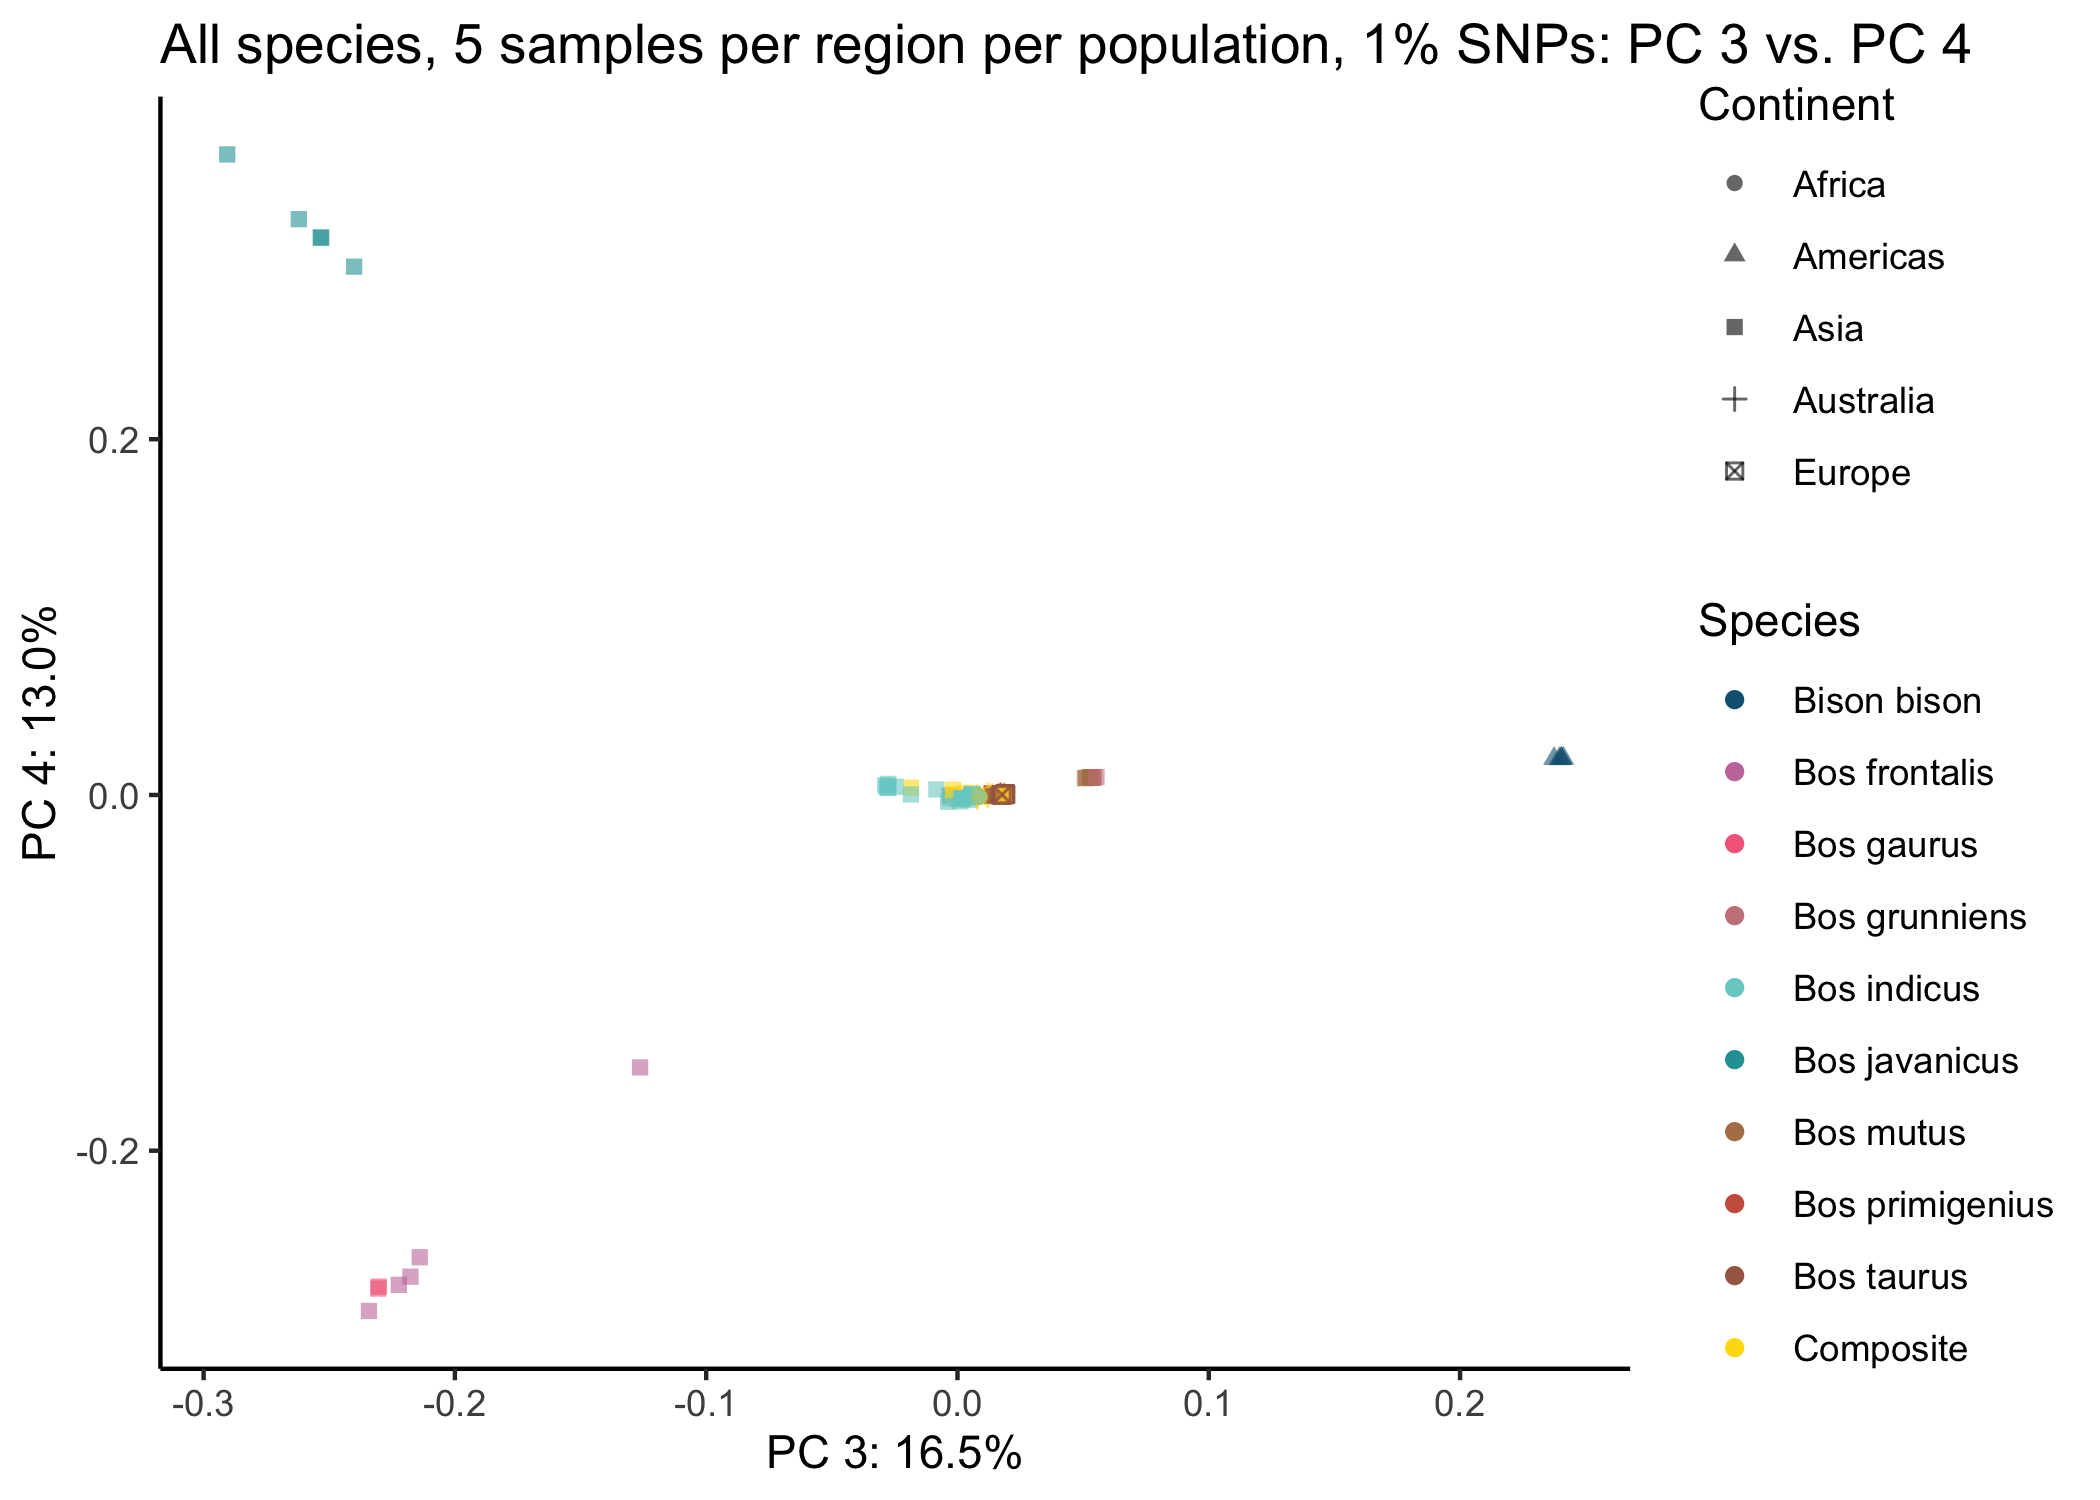 All species, 5 samples per region per population, 1% SNPs: PC 3 vs. PC 4
Continent
Africa
Americas
Asia
Australia
Europe
Species
Bison bison
Bos frontalis
Bos gaurus
Bos grunniens
Bos indicus
Bos javanicus
Bos mutus
Bos primigenius
Bos taurus
Composite
PC 4: 13.0%
0.2
0.0
-0.2
-0.3 -0.2 -0.1 0.0 0.1 0.2
PC 3: 16.5%